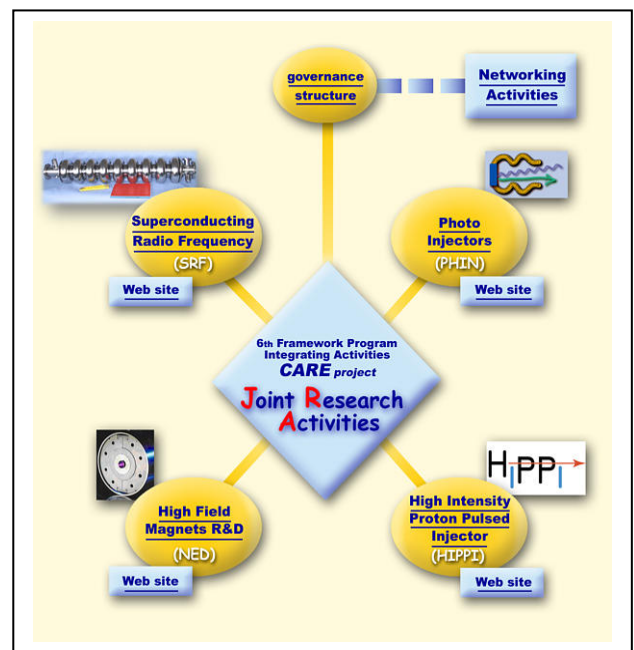 governance
structure
Networking
Activities
Superconducting
Radio Frequency
(SRF)
Web site
Photo
Injectors
(PHIN)
Web site
6th Framework Program
Integrating Activities
CARE project
Joint Research
Activities
High Field
Magnets R&D
(NED)
Web site
HiPPi
High Intensity
Proton Pulsed
Injector
(HIPPI)
Web site